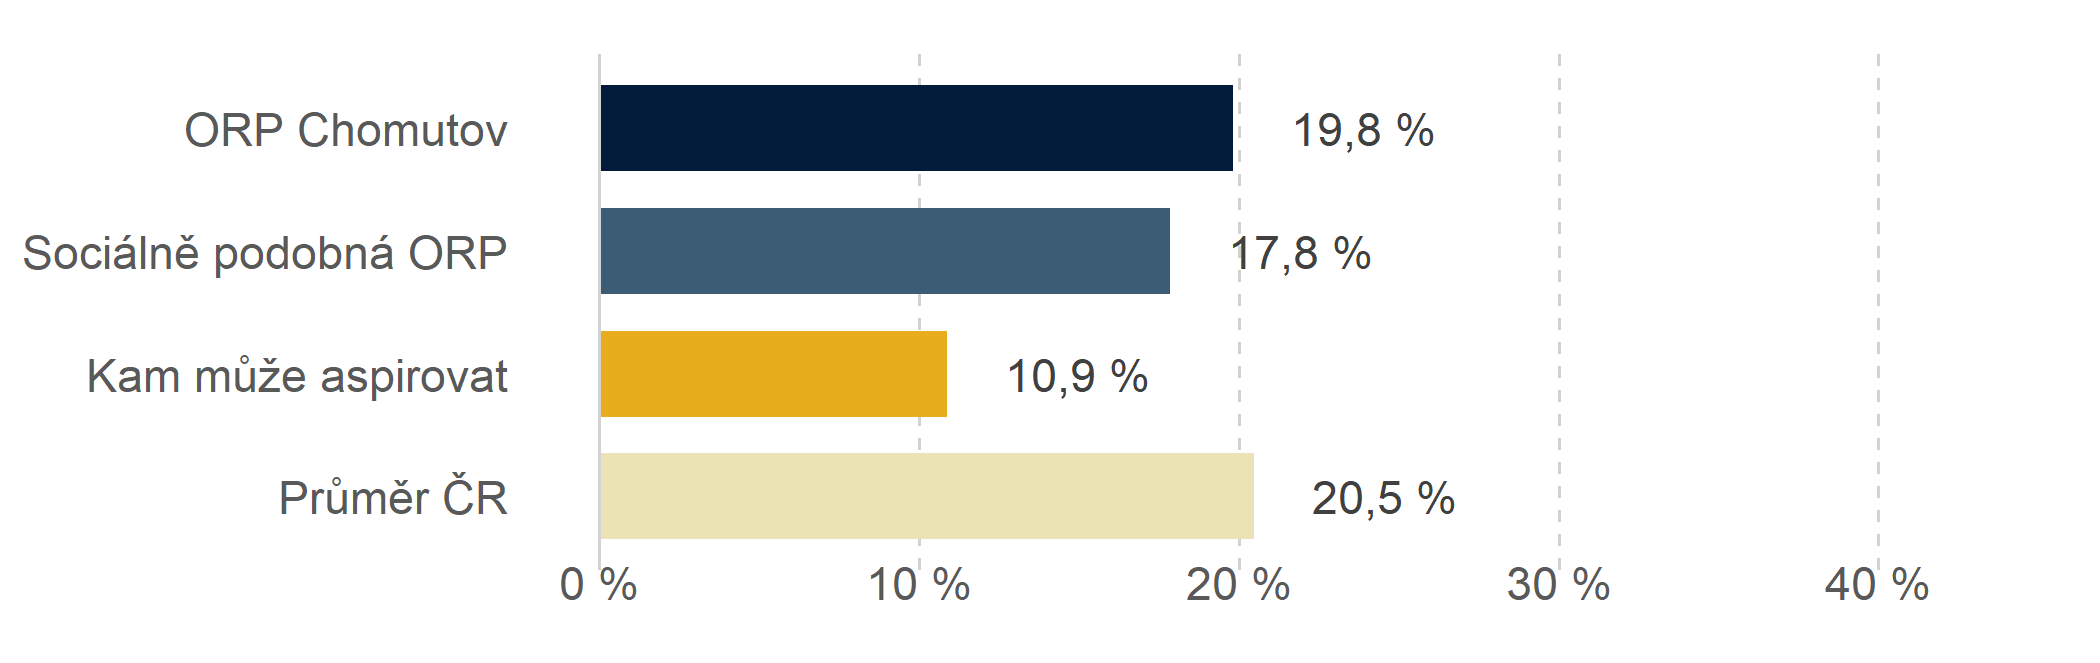 ORP Chomutov
19,8 %
Sociálně podobná ORP
17,8 %
Kam může aspirovat
10,9 %
Průměr ČR
20,5 %
0 %
10 %
20 %
30 %
40 %